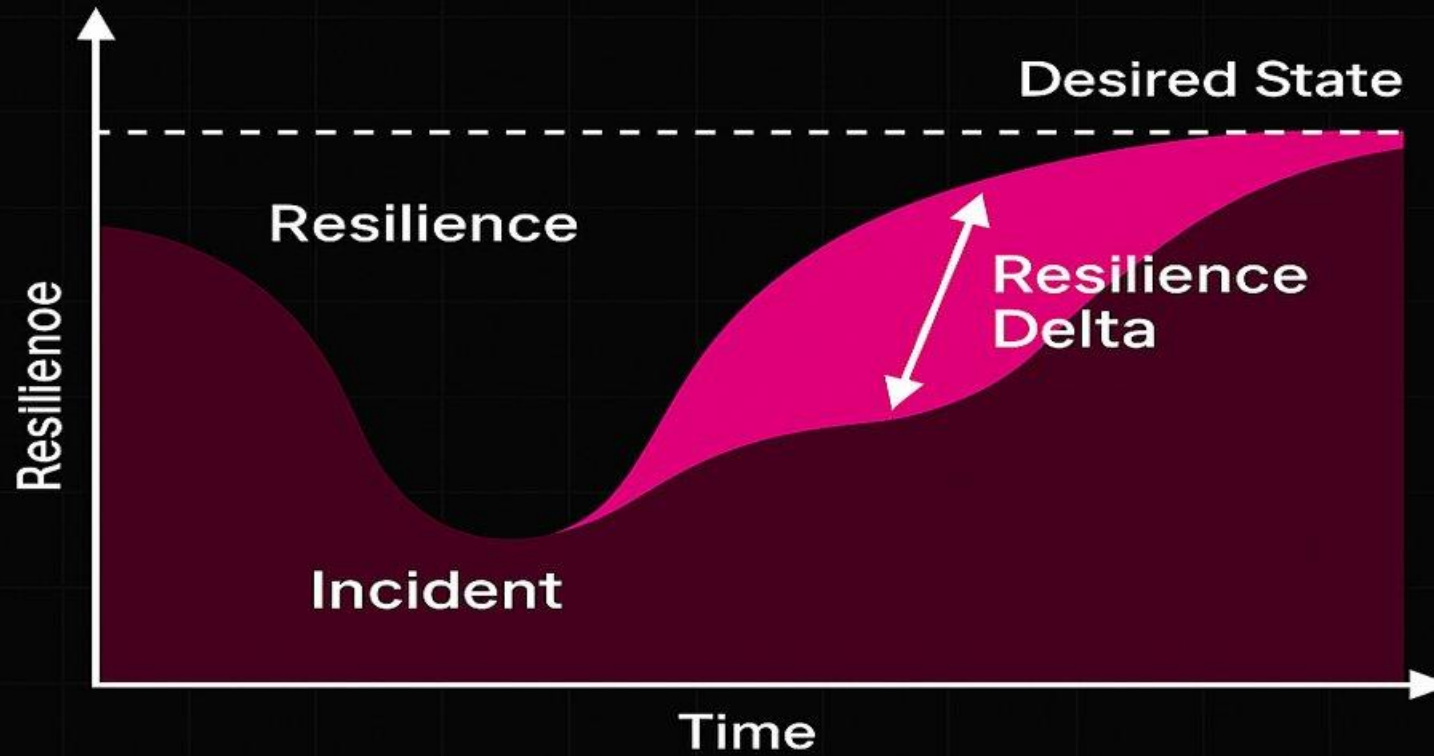 Desired State
Resilience
Resilienoe
Resilience
Delta
Incident
Time